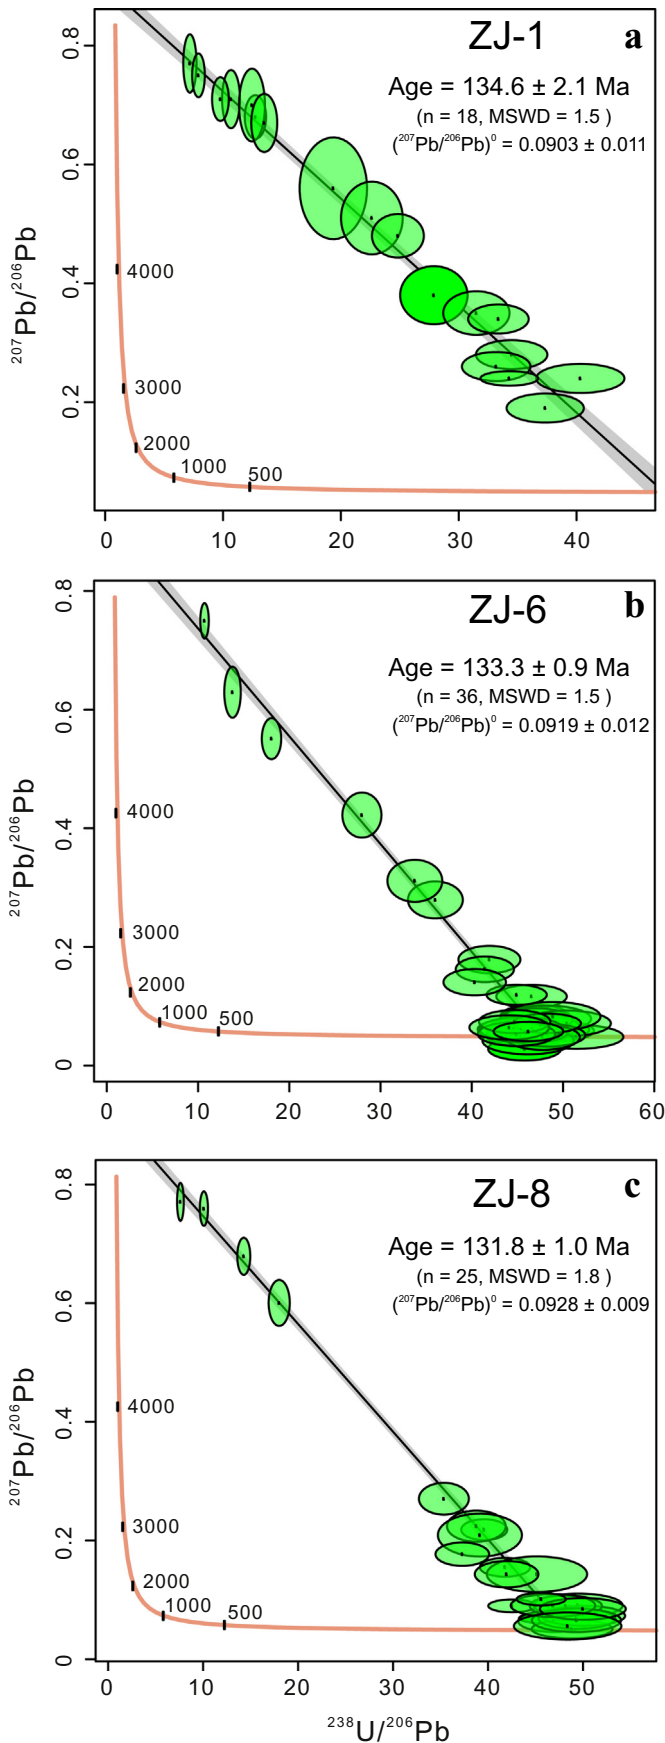 ZJ-1 a
Age = 134.6 ± 2.1 Ma
(n = 18, MSWD = 1.5 )
(²⁰⁷Pb/²⁰⁶Pb)⁰ = 0.0903 ± 0.011
²⁰⁷Pb/²⁰⁶Pb
0.8
0.6
0.4
0.2
4000
3000
2000
1000
500
0 10 20 30 40
ZJ-6 b
Age = 133.3 ± 0.9 Ma
(n = 36, MSWD = 1.5 )
(²⁰⁷Pb/²⁰⁶Pb)⁰ = 0.0919 ± 0.012
²⁰⁷Pb/²⁰⁶Pb
0.8
0.6
0.4
0.2
0
4000
3000
2000
1000
500
0 10 20 30 40 50 60
ZJ-8 c
Age = 131.8 ± 1.0 Ma
(n = 25, MSWD = 1.8 )
(²⁰⁷Pb/²⁰⁶Pb)⁰ = 0.0928 ± 0.009
²⁰⁷Pb/²⁰⁶Pb
0.8
0.6
0.4
0.2
0
4000
3000
2000
1000
500
0 10 20 30 40 50
²³⁸U/²⁰⁶Pb